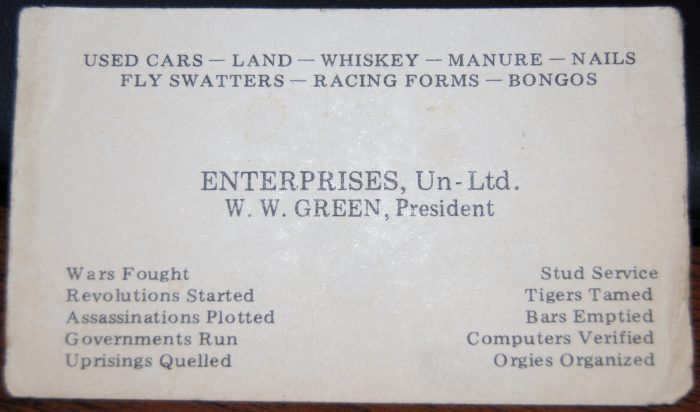 USED CARS — LAND — WHISKEY — MANURE — NAILS
FLY SWATTERS — RACING FORMS — BONGOS
ENTERPRISES, Un-Ltd.
W. W. GREEN, President
Wars Fought
Revolutions Started
Assassinations Plotted
Governments Run
Uprisings Quelled
Stud Service
Tigers Tamed
Bars Emptied
Computers Verified
Orgies Organized